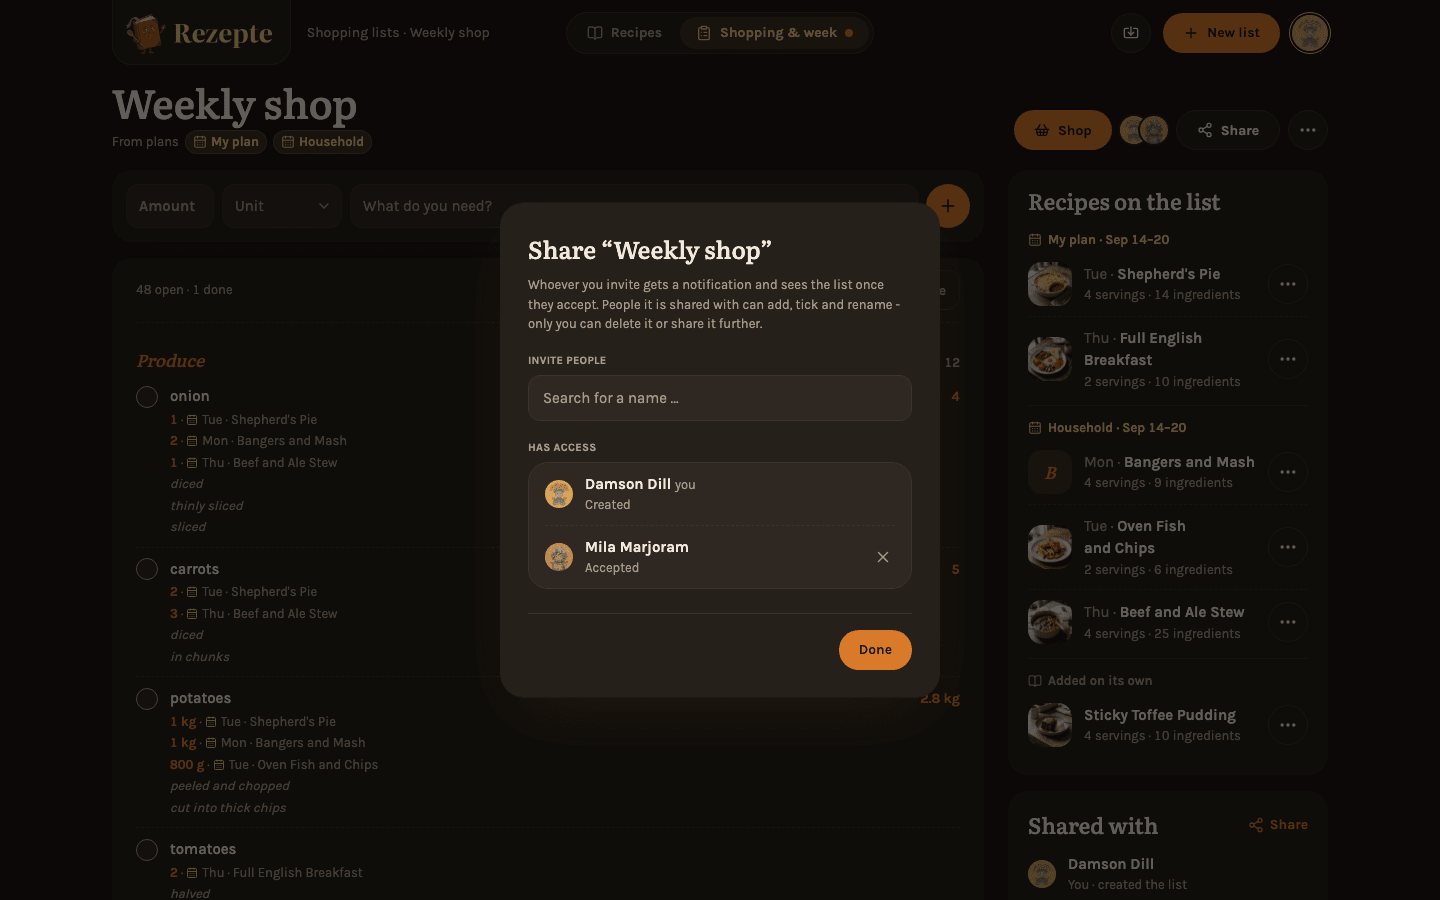 Rezepte
Shopping lists · Weekly shop
Recipes
Shopping & week
New list
Weekly shop
From plans
My plan
Household
Shop
Share
Amount
Unit
What do you need?
48 open · 1 done
Produce
12
onion
4
1 · Tue · Shepherd's Pie
2 · Mon · Bangers and Mash
1 · Thu · Beef and Ale Stew
diced
thinly sliced
sliced
carrots
5
2 · Tue · Shepherd's Pie
3 · Thu · Beef and Ale Stew
diced
in chunks
potatoes
2.8 kg
1 kg · Tue · Shepherd's Pie
1 kg · Mon · Bangers and Mash
800 g · Tue · Oven Fish and Chips
peeled and chopped
cut into thick chips
tomatoes
2 · Thu · Full English Breakfast
halved
Share “Weekly shop”
Whoever you invite gets a notification and sees the list once
they accept. People it is shared with can add, tick and rename -
only you can delete it or share it further.
INVITE PEOPLE
Search for a name ...
HAS ACCESS
Damson Dill you
Created
Mila Marjoram
Accepted
Done
Recipes on the list
My plan · Sep 14–20
Tue · Shepherd's Pie
4 servings · 14 ingredients
Thu · Full English
Breakfast
2 servings · 10 ingredients
Household · Sep 14–20
B
Mon · Bangers and Mash
4 servings · 9 ingredients
Tue · Oven Fish
and Chips
2 servings · 6 ingredients
Thu · Beef and Ale Stew
4 servings · 25 ingredients
Added on its own
Sticky Toffee Pudding
4 servings · 10 ingredients
Shared with
Share
Damson Dill
You · created the list